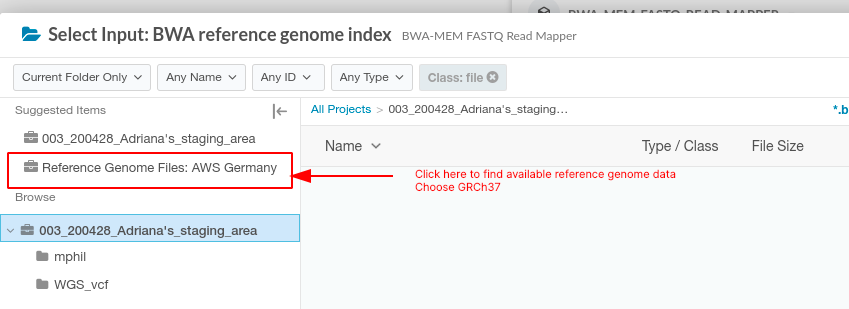 BWA-MEM FASTQ READ MAPPER
Select Input: BWA reference genome index BWA-MEM FASTQ Read Mapper
Current Folder Only Any Name Any ID Any Type Class: file
Suggested Items
003_200428_Adriana's_staging_area
Reference Genome Files: AWS Germany
Browse
003_200428_Adriana's_staging_area
mphil
WGS_vcf
All Projects > 003_200428_Adriana's_staging… *.b
Name Type / Class File Size
Click here to find available reference genome data
Choose GRCh37